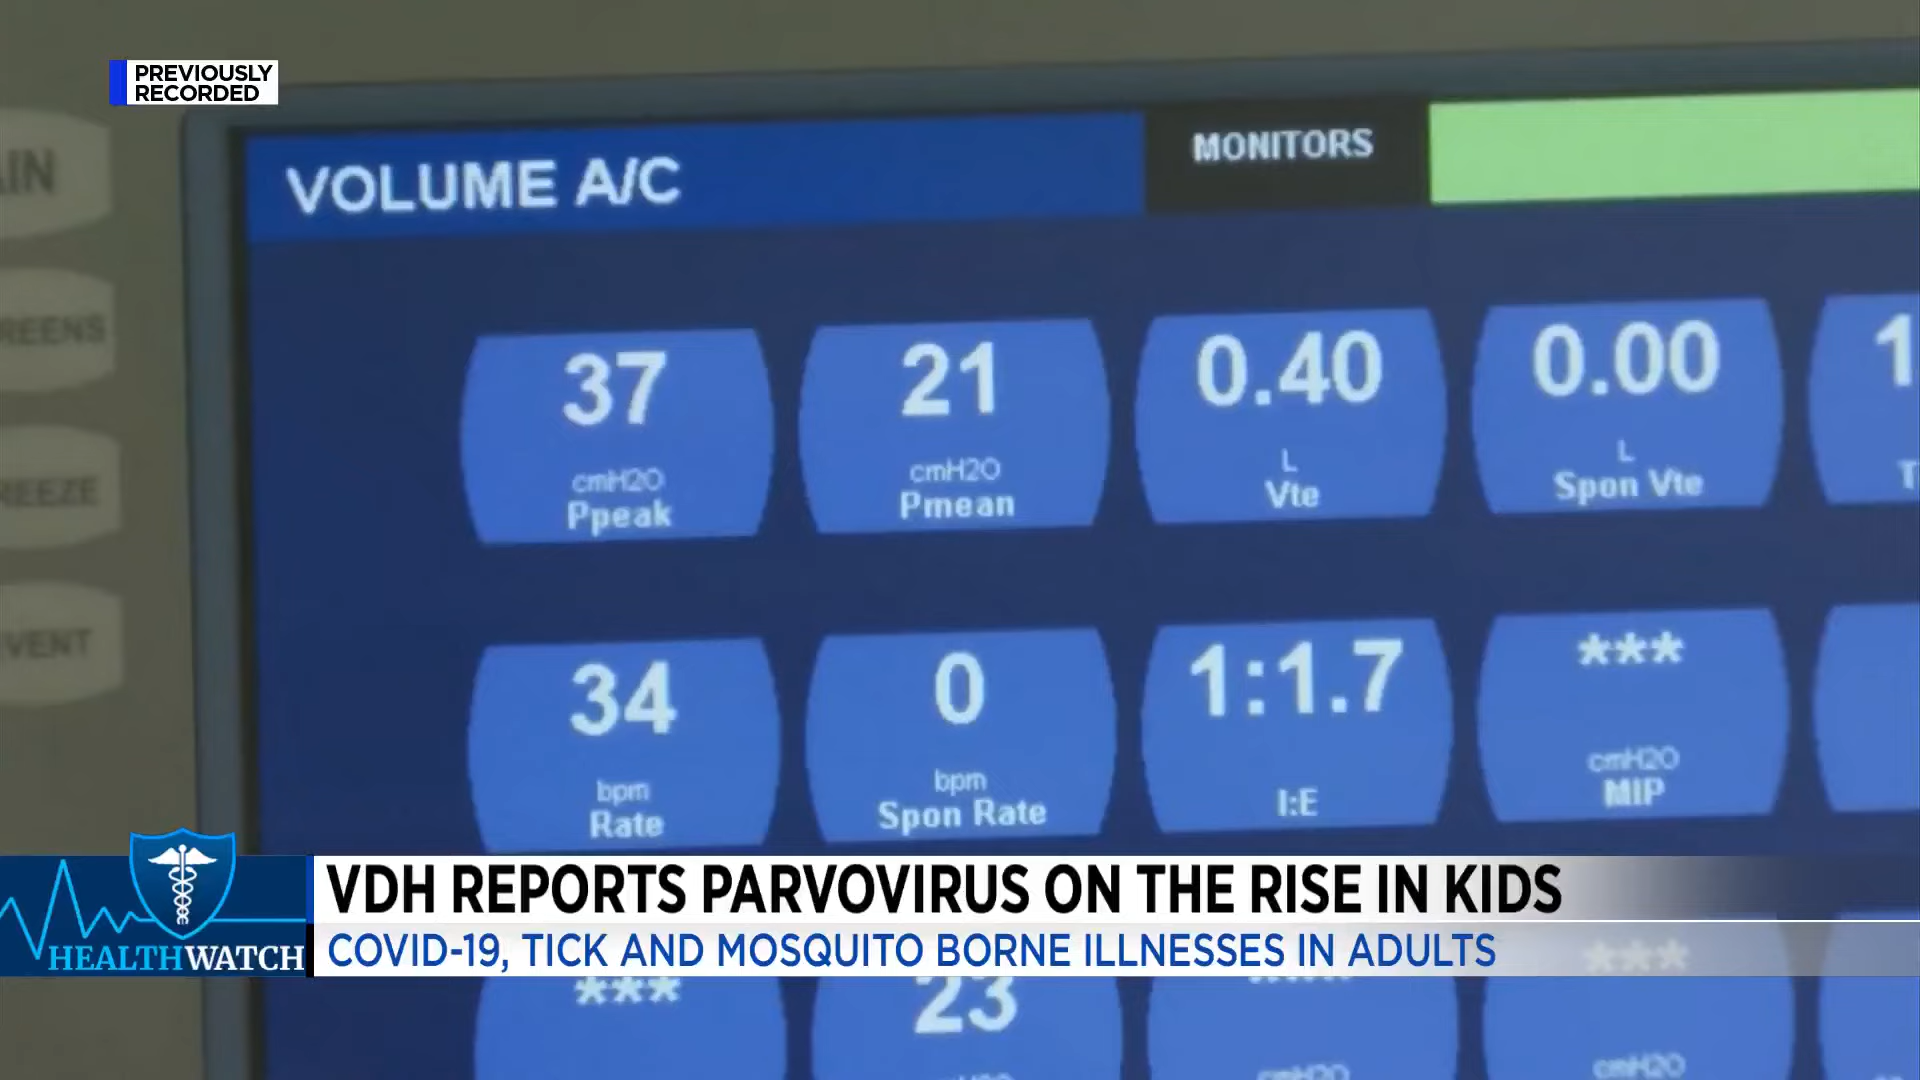 PREVIOUSLY
RECORDED
VOLUME A/C
MONITORS
37
cmH2O
Ppeak
21
cmH2O
Pmean
0.40
L
Vte
0.00
L
Spon Vte
34
bpm
Rate
0
bpm
Spon Rate
1:1.7
I:E
***
cmH2O
MIP
VDH REPORTS PARVOVIRUS ON THE RISE IN KIDS
COVID-19, TICK AND MOSQUITO BORNE ILLNESSES IN ADULTS
HEALTHWATCH
***
23
***
cmH2O